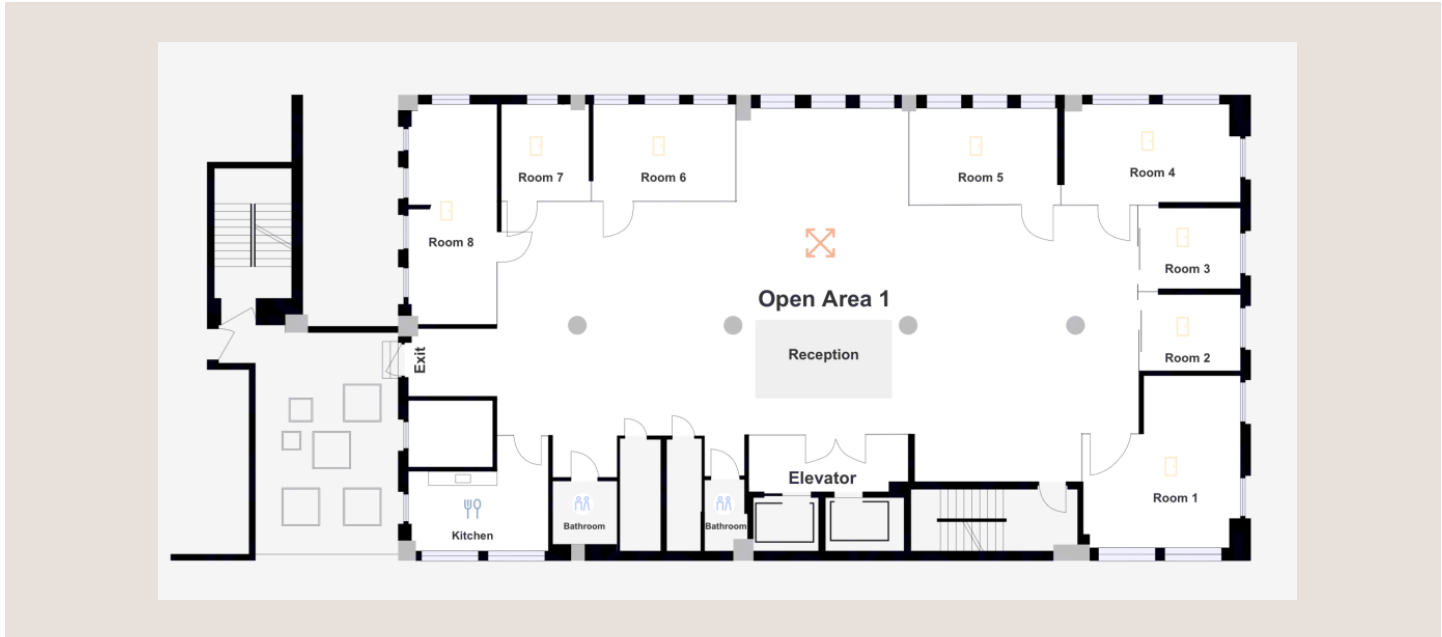 Room 7
Room 6
Room 5
Room 4
Room 8
Room 3
Open Area 1
Reception
Room 2
Exit
Elevator
Room 1
Kitchen
Bathroom
Bathroom